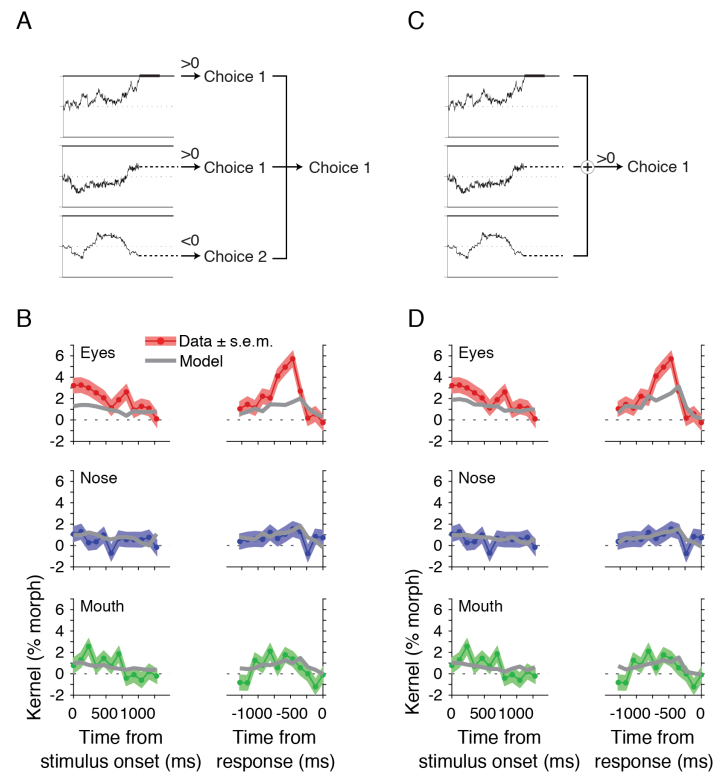 A
>0
Choice 1
>0
Choice 1
Choice 1
<0
Choice 2
C
>0
Choice 1
B
Eyes
Data ± s.e.m.
Model
6
4
2
0
-2
Nose
6
4
2
0
-2
Mouth
6
4
2
0
-2
Kernel (% morph)
0 500 1000
-1000 -500 0
Time from
stimulus onset (ms)
Time from
response (ms)
D
Eyes
6
4
2
0
-2
Nose
6
4
2
0
-2
Mouth
6
4
2
0
-2
Kernel (% morph)
0 500 1000
-1000 -500 0
Time from
stimulus onset (ms)
Time from
response (ms)